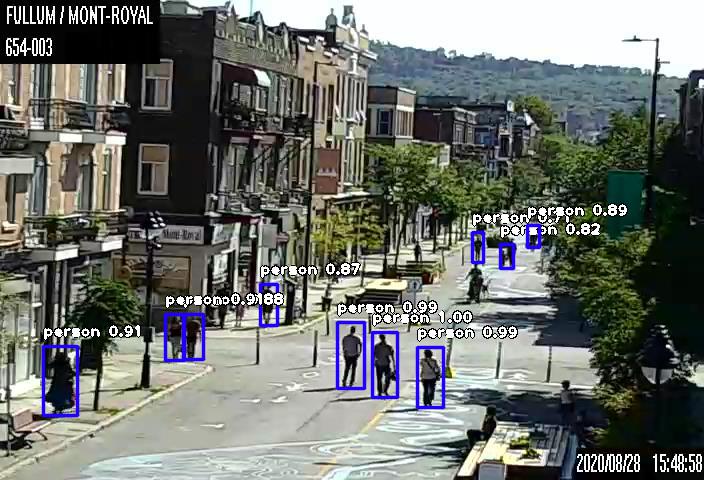 FULLUM / MONT-ROYAL
654-003
person 0.89
person 0.82
person 0.87
person 0.99
person 1.00
person 0.91
person 0.99
Mont-Royal
2020/08/28 15:48:58